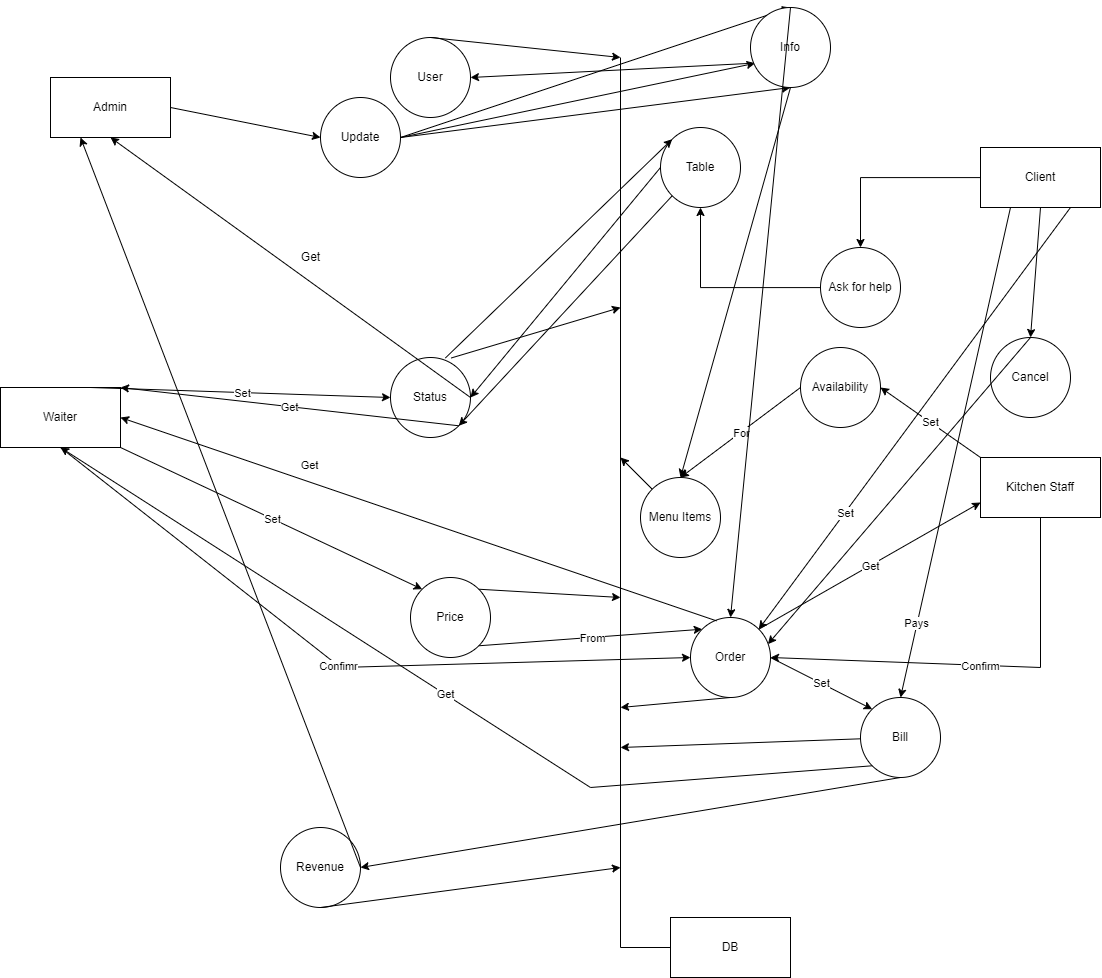 Info
User
Admin
Update
Table
Client
Get
Ask for help
Availability
Cancel
Status
Set
Get
Waiter
Set
For
Get
Kitchen Staff
Menu Items
Set
Set
Get
Price
Pays
From
Order
Confimr
Confirm
Set
Get
Bill
Revenue
DB